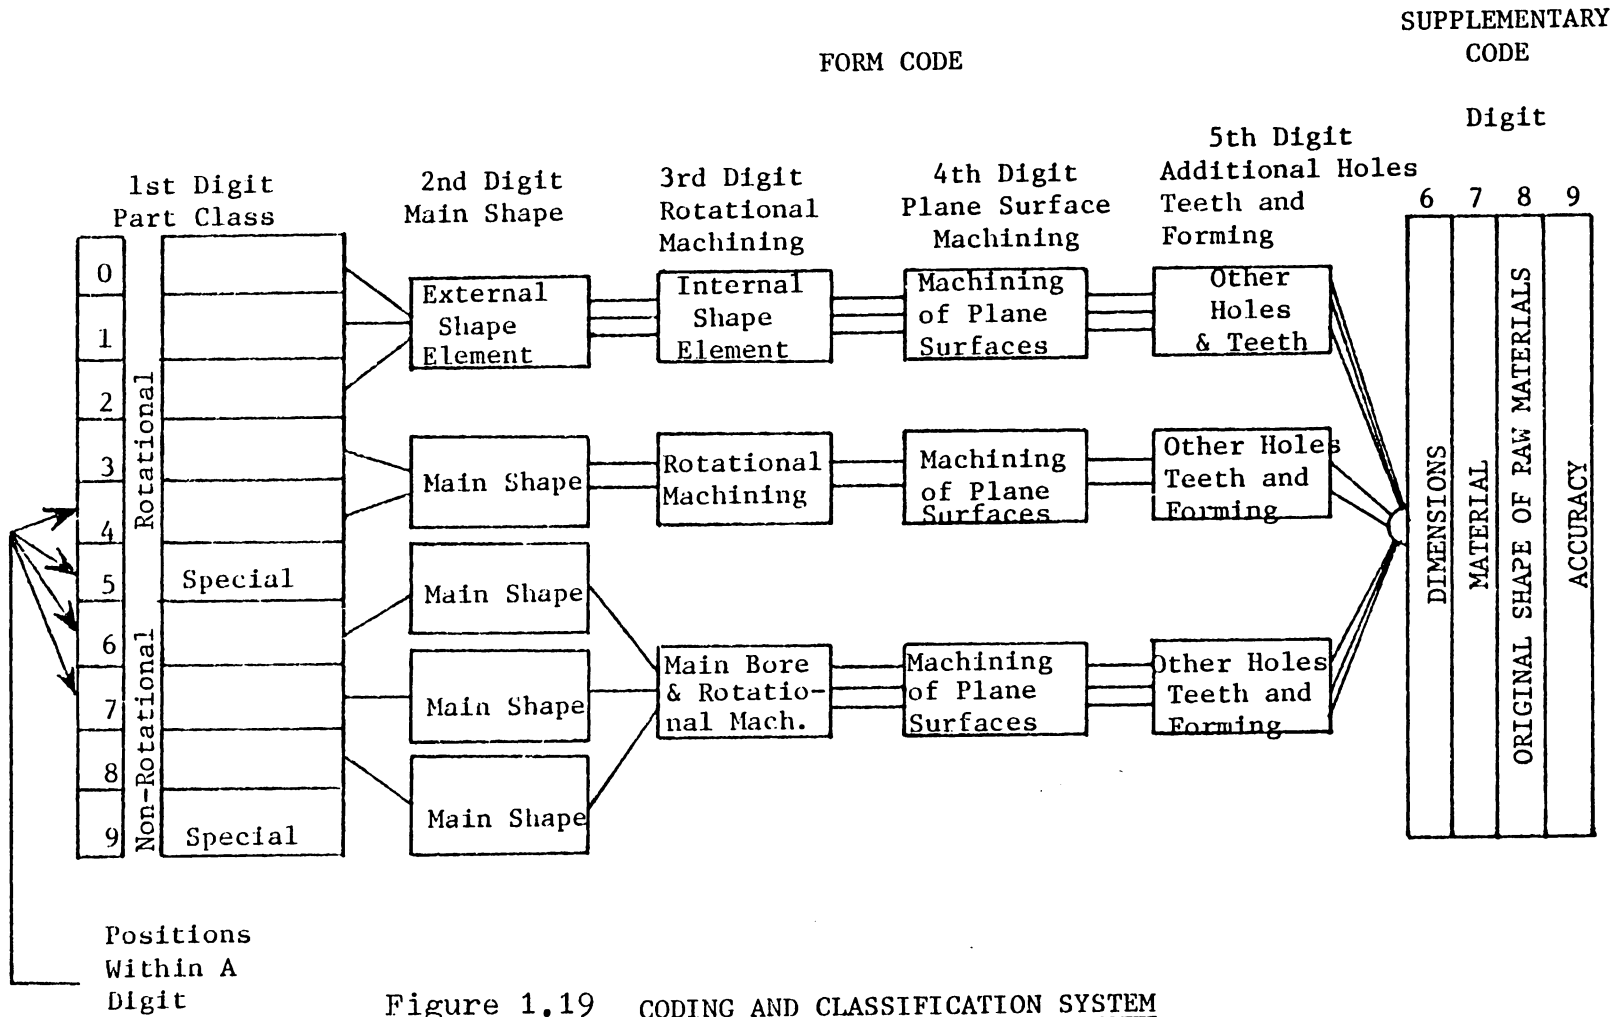 SUPPLEMENTARY
CODE
FORM CODE
Digit
1st Digit
Part Class
2nd Digit
Main Shape
3rd Digit
Rotational
Machining
4th Digit
Plane Surface
Machining
5th Digit
Additional Holes
Teeth and
Forming
6 7 8 9
0
1
2
3
4
5
6
7
8
9
Rotational
Non-Rotational
Special
Special
External
Shape
Element
Internal
Shape
Element
Machining
of Plane
Surfaces
Other
Holes
& Teeth
Main Shape
Rotational
Machining
Machining
of Plane
Surfaces
Other Holes
Teeth and
Forming
Main Shape
Main Shape
Main Shape
Main Bore
& Rotatio-
nal Mach.
Machining
of Plane
Surfaces
Other Holes
Teeth and
Forming
DIMENSIONS
MATERIAL
ORIGINAL SHAPE OF RAW MATERIALS
ACCURACY
Positions
Within A
Digit
Figure 1.19 CODING AND CLASSIFICATION SYSTEM